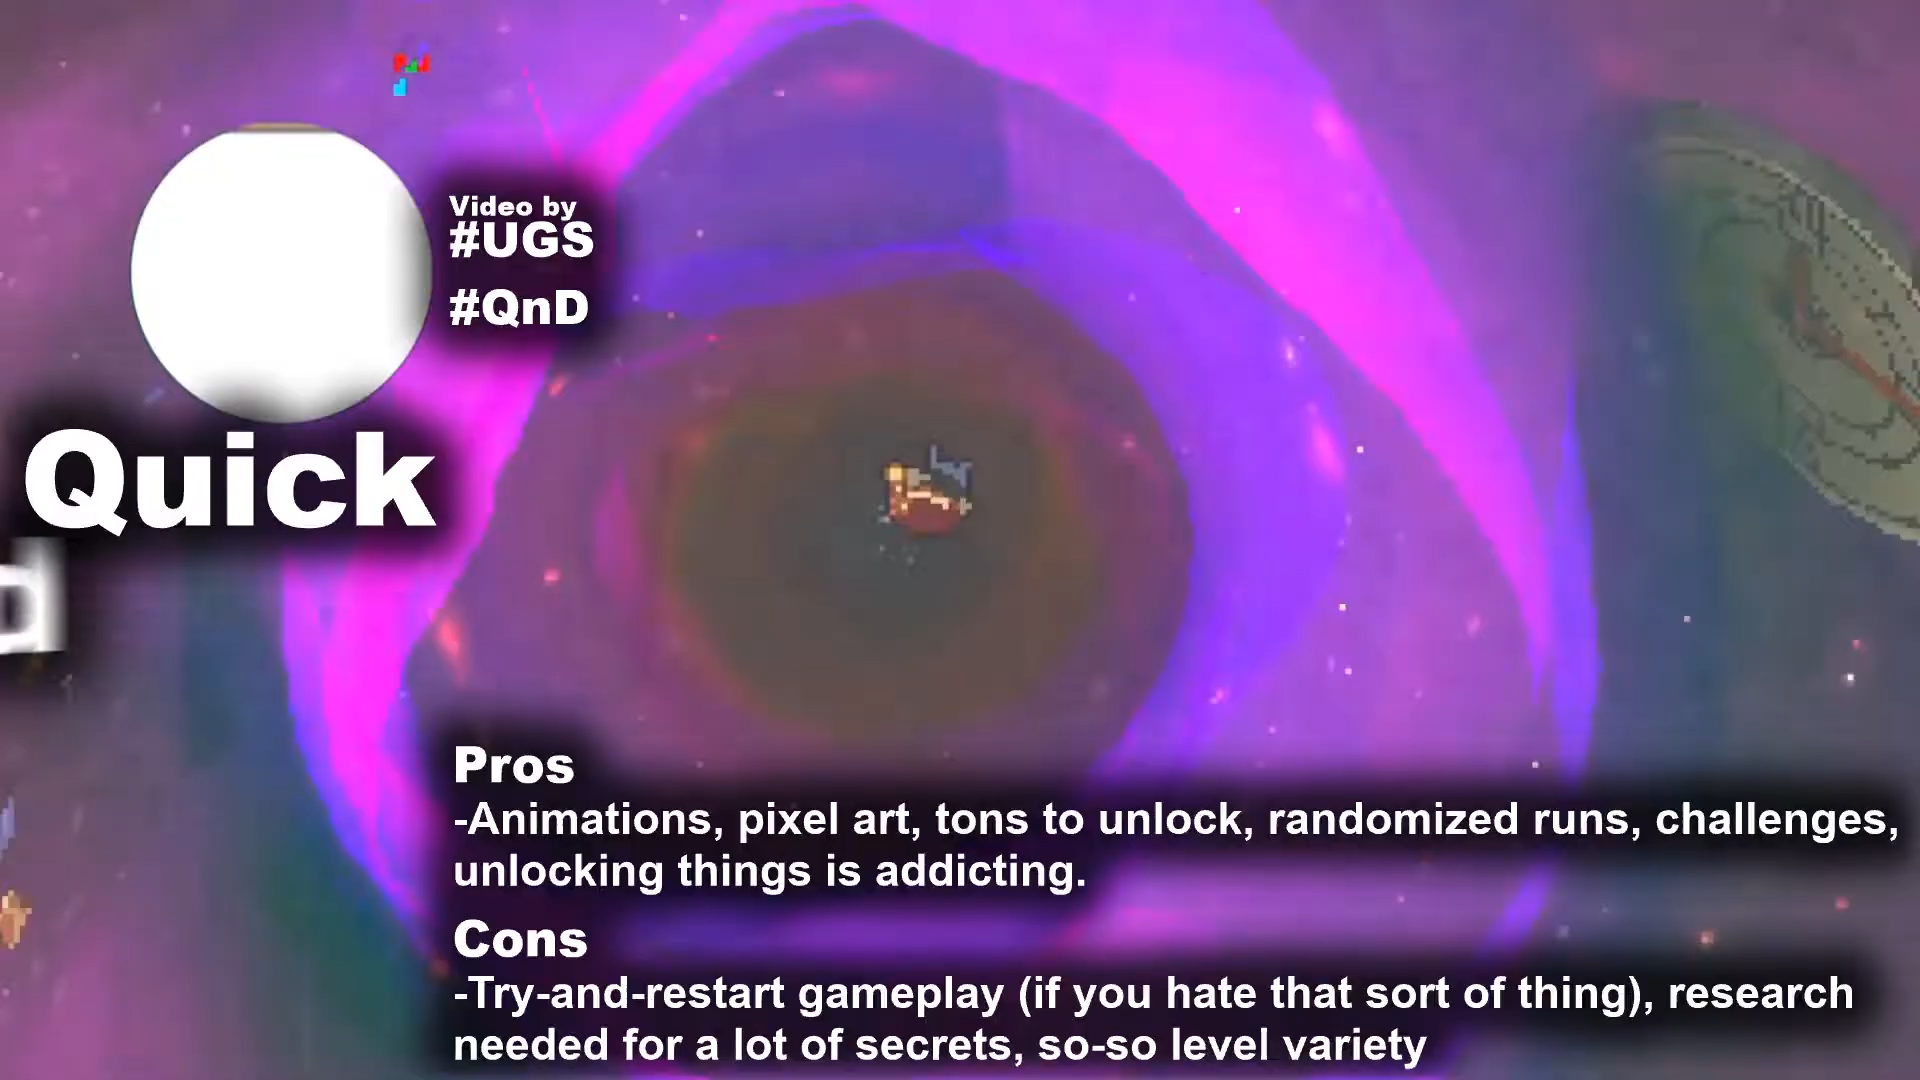 Video by
#UGS
#QnD
Quick
d
Pros
-Animations, pixel art, tons to unlock, randomized runs, challenges,
unlocking things is addicting.
Cons
-Try-and-restart gameplay (if you hate that sort of thing), research
needed for a lot of secrets, so-so level variety